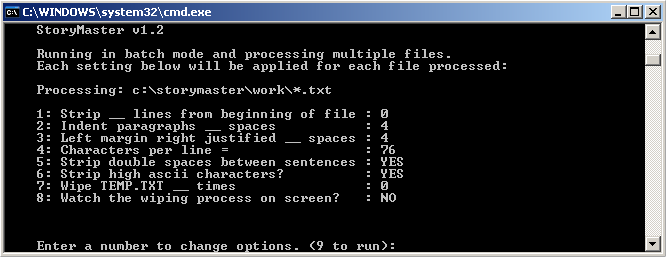 C:\WINDOWS\system32\cmd.exe
StoryMaster v1.2
Running in batch mode and processing multiple files.
Each setting below will be applied for each file processed:
Processing: c:\storymaster\work\*.txt
1: Strip __ lines from beginning of file : 0
2: Indent paragraphs __ spaces           : 4
3: Left margin right justified __ spaces : 4
4: Characters per line =                 : 76
5: Strip double spaces between sentences : YES
6: Strip high ascii characters?          : YES
7: Wipe TEMP.TXT __ times                : 0
8: Watch the wiping process on screen?   : NO
Enter a number to change options. (9 to run):